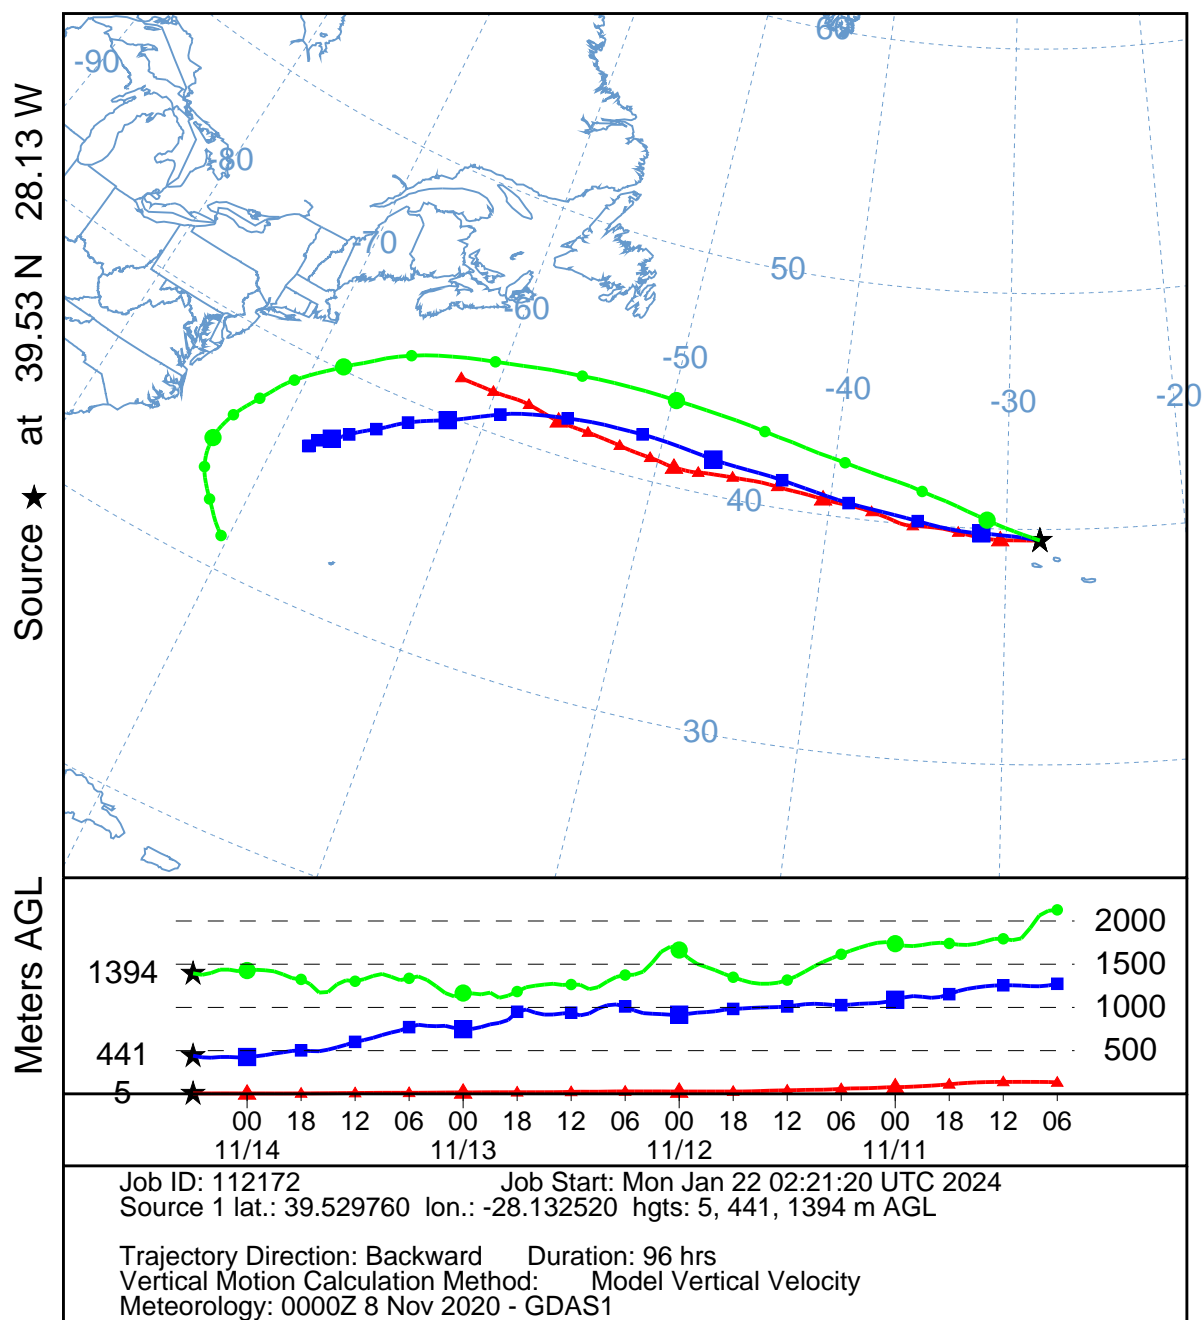 Source ★ at 39.53 N 28.13 W
60
-90
-80
-70
50
-60
-50
-40
-30
-20
40
30
Meters AGL
2000
1500
1000
500
1394
441
5
00 18 12 06 00 18 12 06 00 18 12 06 00 18 12 06
11/14 11/13 11/12 11/11
Job ID: 112172 Job Start: Mon Jan 22 02:21:20 UTC 2024
Source 1 lat.: 39.529760 lon.: -28.132520 hgts: 5, 441, 1394 m AGL
Trajectory Direction: Backward Duration: 96 hrs
Vertical Motion Calculation Method: Model Vertical Velocity
Meteorology: 0000Z 8 Nov 2020 - GDAS1